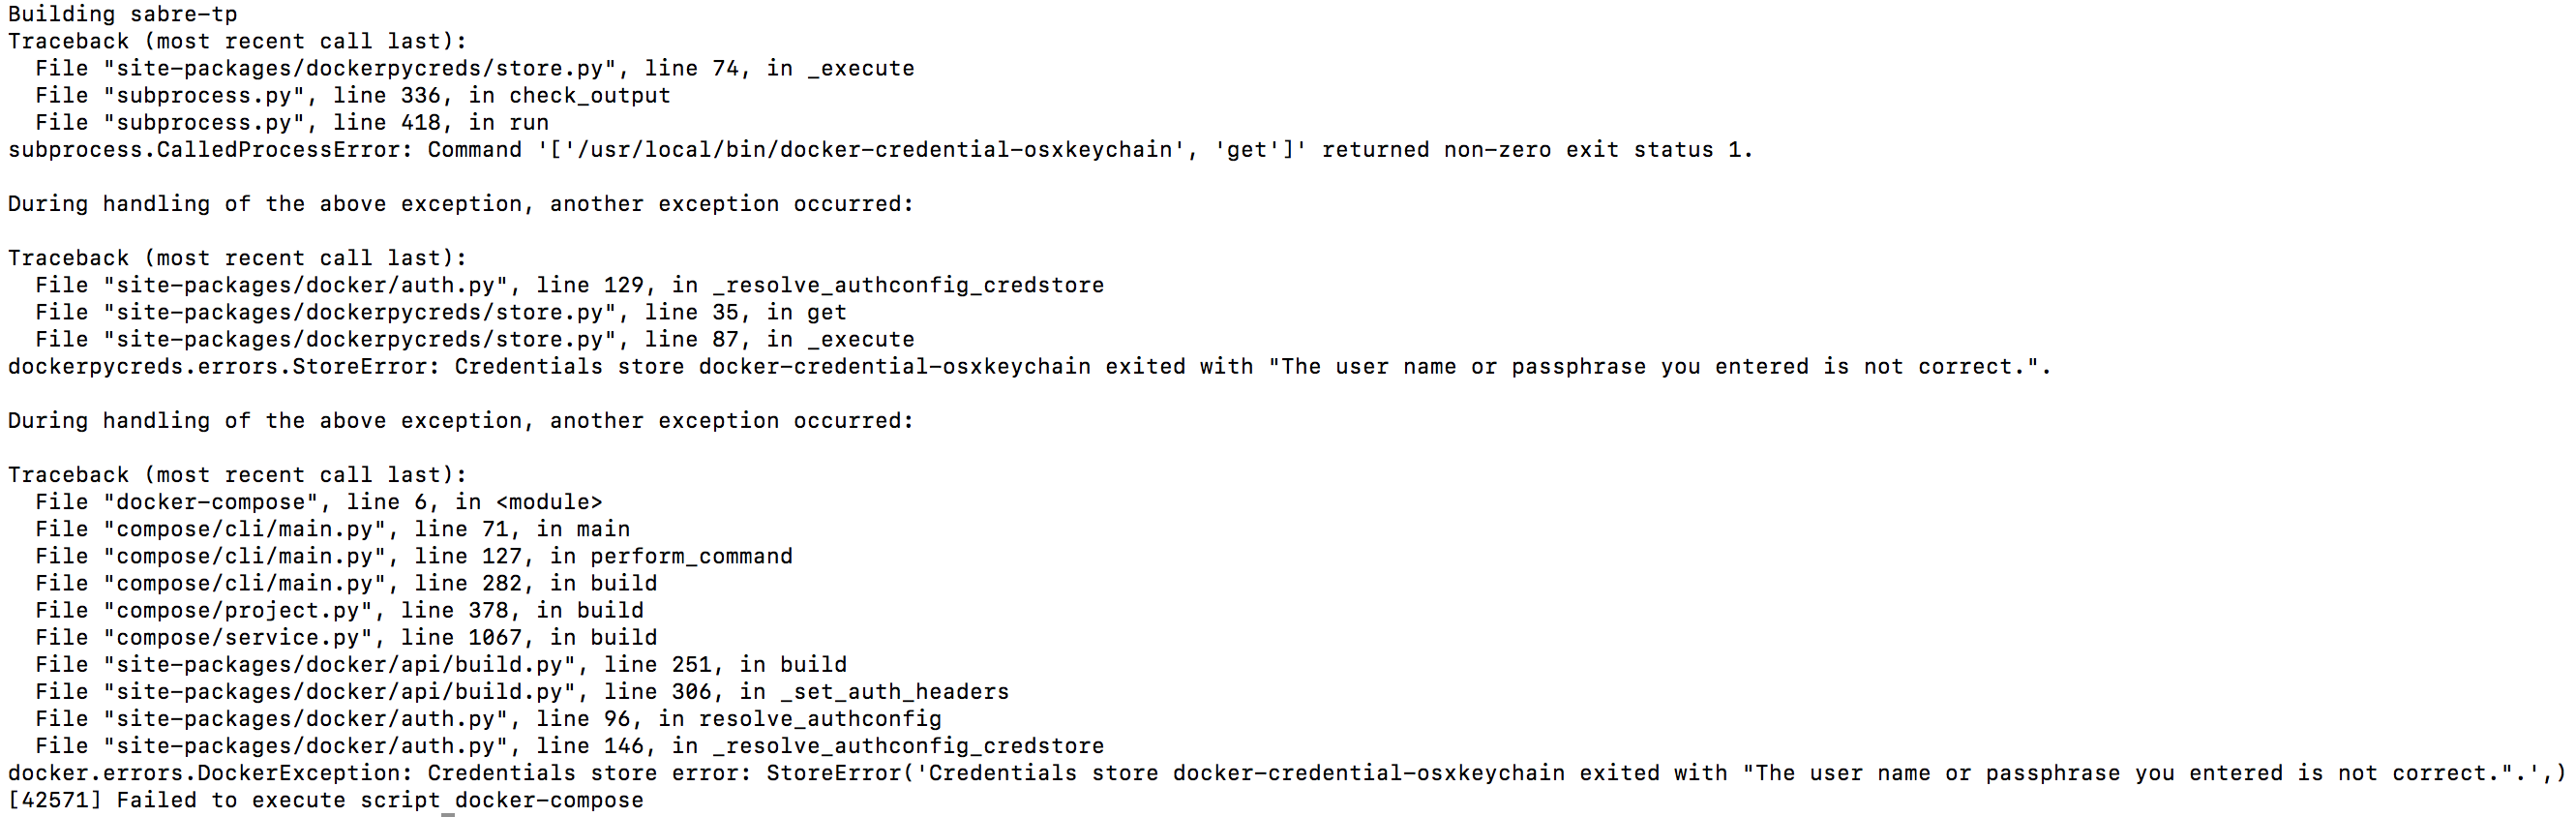 Building sabre-tp
Traceback (most recent call last):
  File "site-packages/dockerpycreds/store.py", line 74, in _execute
  File "subprocess.py", line 336, in check_output
  File "subprocess.py", line 418, in run
subprocess.CalledProcessError: Command '['/usr/local/bin/docker-credential-osxkeychain', 'get']' returned non-zero exit status 1.

During handling of the above exception, another exception occurred:

Traceback (most recent call last):
  File "site-packages/docker/auth.py", line 129, in _resolve_authconfig_credstore
  File "site-packages/dockerpycreds/store.py", line 35, in get
  File "site-packages/dockerpycreds/store.py", line 87, in _execute
dockerpycreds.errors.StoreError: Credentials store docker-credential-osxkeychain exited with "The user name or passphrase you entered is not correct.".

During handling of the above exception, another exception occurred:

Traceback (most recent call last):
  File "docker-compose", line 6, in <module>
  File "compose/cli/main.py", line 71, in main
  File "compose/cli/main.py", line 127, in perform_command
  File "compose/cli/main.py", line 282, in build
  File "compose/project.py", line 378, in build
  File "compose/service.py", line 1067, in build
  File "site-packages/docker/api/build.py", line 251, in build
  File "site-packages/docker/api/build.py", line 306, in _set_auth_headers
  File "site-packages/docker/auth.py", line 96, in resolve_authconfig
  File "site-packages/docker/auth.py", line 146, in _resolve_authconfig_credstore
docker.errors.DockerException: Credentials store error: StoreError('Credentials store docker-credential-osxkeychain exited with "The user name or passphrase you entered is not correct.".',)
[42571] Failed to execute script docker-compose